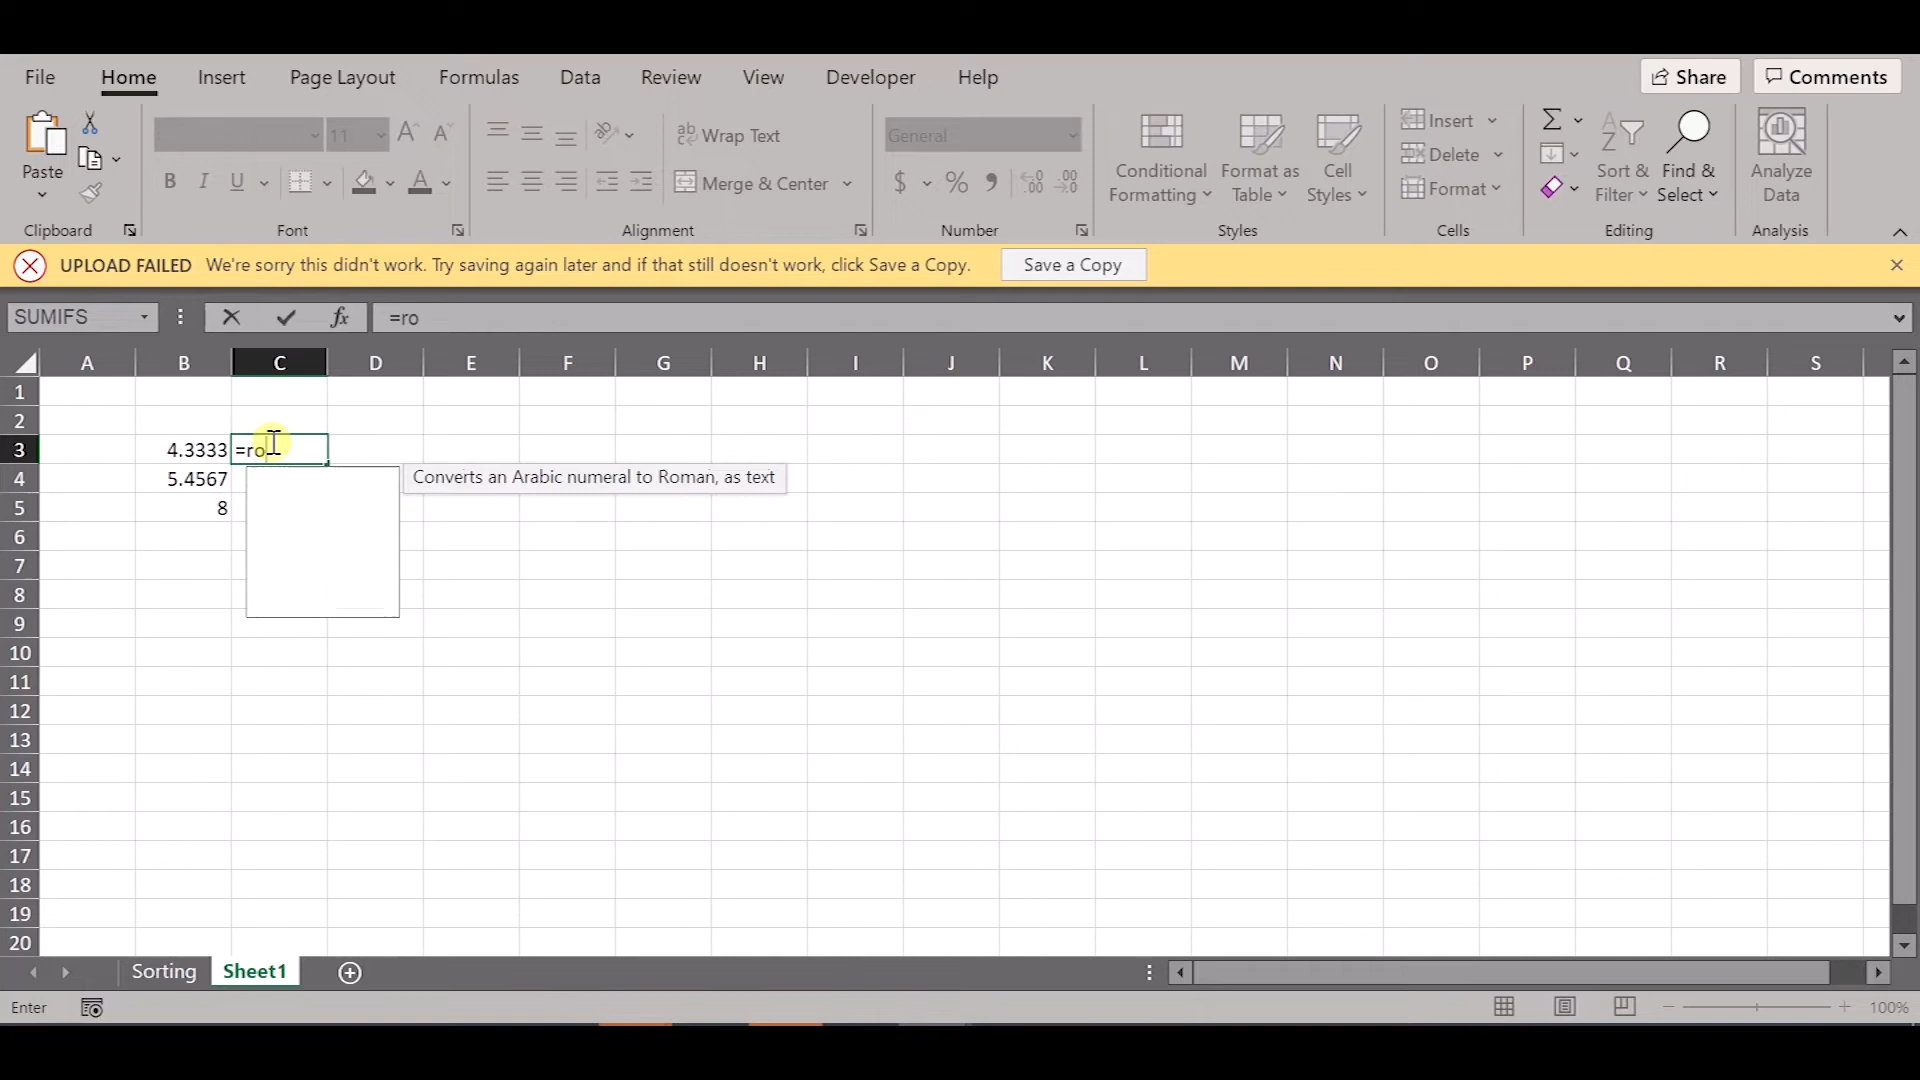 File Home Insert Page Layout Formulas Data Review View Developer Help Share Comments
Paste
11
Wrap Text
General
B I U
Merge & Center
$ % 9
Conditional Formatting
Format as Table
Cell Styles
Insert
Delete
Format
Sort & Filter
Find & Select
Analyze Data
Clipboard Font Alignment Number Styles Cells Editing Analysis
UPLOAD FAILED We're sorry this didn't work. Try saving again later and if that still doesn't work, click Save a Copy. Save a Copy
SUMIFS fx =ro
A B C D E F G H I J K L M N O P Q R S
1
2
3 4.3333 =ro
4 5.4567 Converts an Arabic numeral to Roman, as text
5 8
6
7
8
9
10
11
12
13
14
15
16
17
18
19
20
Sorting Sheet1
Enter 100%